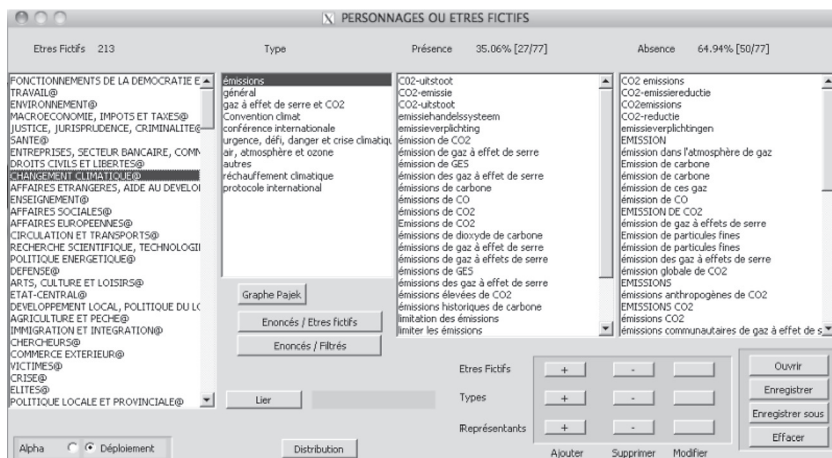 PERSONNAGES OU ETRES FICTIFS
Etres Fictifs 213
Type
Présence 35.06% [27/77]
Absence 64.94% [50/77]
FONCTIONNEMENTS DE LA DEMOCRATIE E
TRAVAIL@
ENVIRONNEMENT@
MACROECONOMIE, IMPOTS ET TAXES@
JUSTICE, JURISPRUDENCE, CRIMINALITE@
SANTE@
ENTREPRISES, SECTEUR BANCAIRE, COMM
DROITS CIVILS ET LIBERTES@
CHANGEMENT CLIMATIQUE@
AFFAIRES ETRANGERES, AIDE AU DEVELO
ENSEIGNEMENT@
AFFAIRES SOCIALES@
AFFAIRES EUROPEENNES@
CIRCULATION ET TRANSPORTS@
RECHERCHE SCIENTIFIQUE, TECHNOLOGI
POLITIQUE ENERGETIQUE@
DEFENSE@
ARTS, CULTURE ET LOISIRS@
ETAT-CENTRAL@
DEVELOPPEMENT LOCAL, POLITIQUE DU LO
AGRICULTURE ET PECHE@
IMMIGRATION ET INTEGRATION@
CHERCHEURS@
COMMERCE EXTERIEUR@
VICTIMES@
CRISE@
ELITES@
POLITIQUE LOCALE ET PROVINCIALE@
émissions
général
gaz à effet de serre et CO2
Convention climat
conférence internationale
urgence, défi, danger et crise climatiqu
air, atmosphère et ozone
autres
réchauffement climatique
protocole international
CO2-uitstoot
CO2-emissie
CO2-uitstoot
emissiehandelssysteem
emissieverplichting
émission de CO2
émission de gaz à effet de serre
émission de GES
émission des gaz à effet de serre
émissions de carbone
émissions de CO
émissions de CO2
Emissions de CO2
émissions de dioxyde de carbone
émissions de gaz à effet de serre
émissions de gaz à effets de serre
émissions de GES
émissions des gaz à effet de serre
émissions élevées de CO2
émissions historiques de carbone
limitation des émissions
limiter les émissions
CO2 emissions
CO2-emissiereductie
CO2emissions
CO2-reductie
emissieverplichtingen
EMISSION
émission dans l'atmosphère de gaz
Emission de carbone
émission de carbone
émission de ces gaz
émission de CO
EMISSION DE CO2
émission de gaz à effets de serre
Emission de particules fines
émission de particules fines
émission des gaz à effets de serre
émission globale de CO2
EMISSIONS
émissions anthropogènes de CO2
EMISSIONS CO2
émissions CO2
émissions communautaires de gaz à effet de s
Graphe Pajek
Enoncés / Etres fictifs
Enoncés / Filtrés
Lier
Etres Fictifs + -
Types + -
Représentants + -
Ajouter Supprimer Modifier
Ouvrir
Enregistrer
Enregistrer sous
Effacer
Alpha Déploiement
Distribution